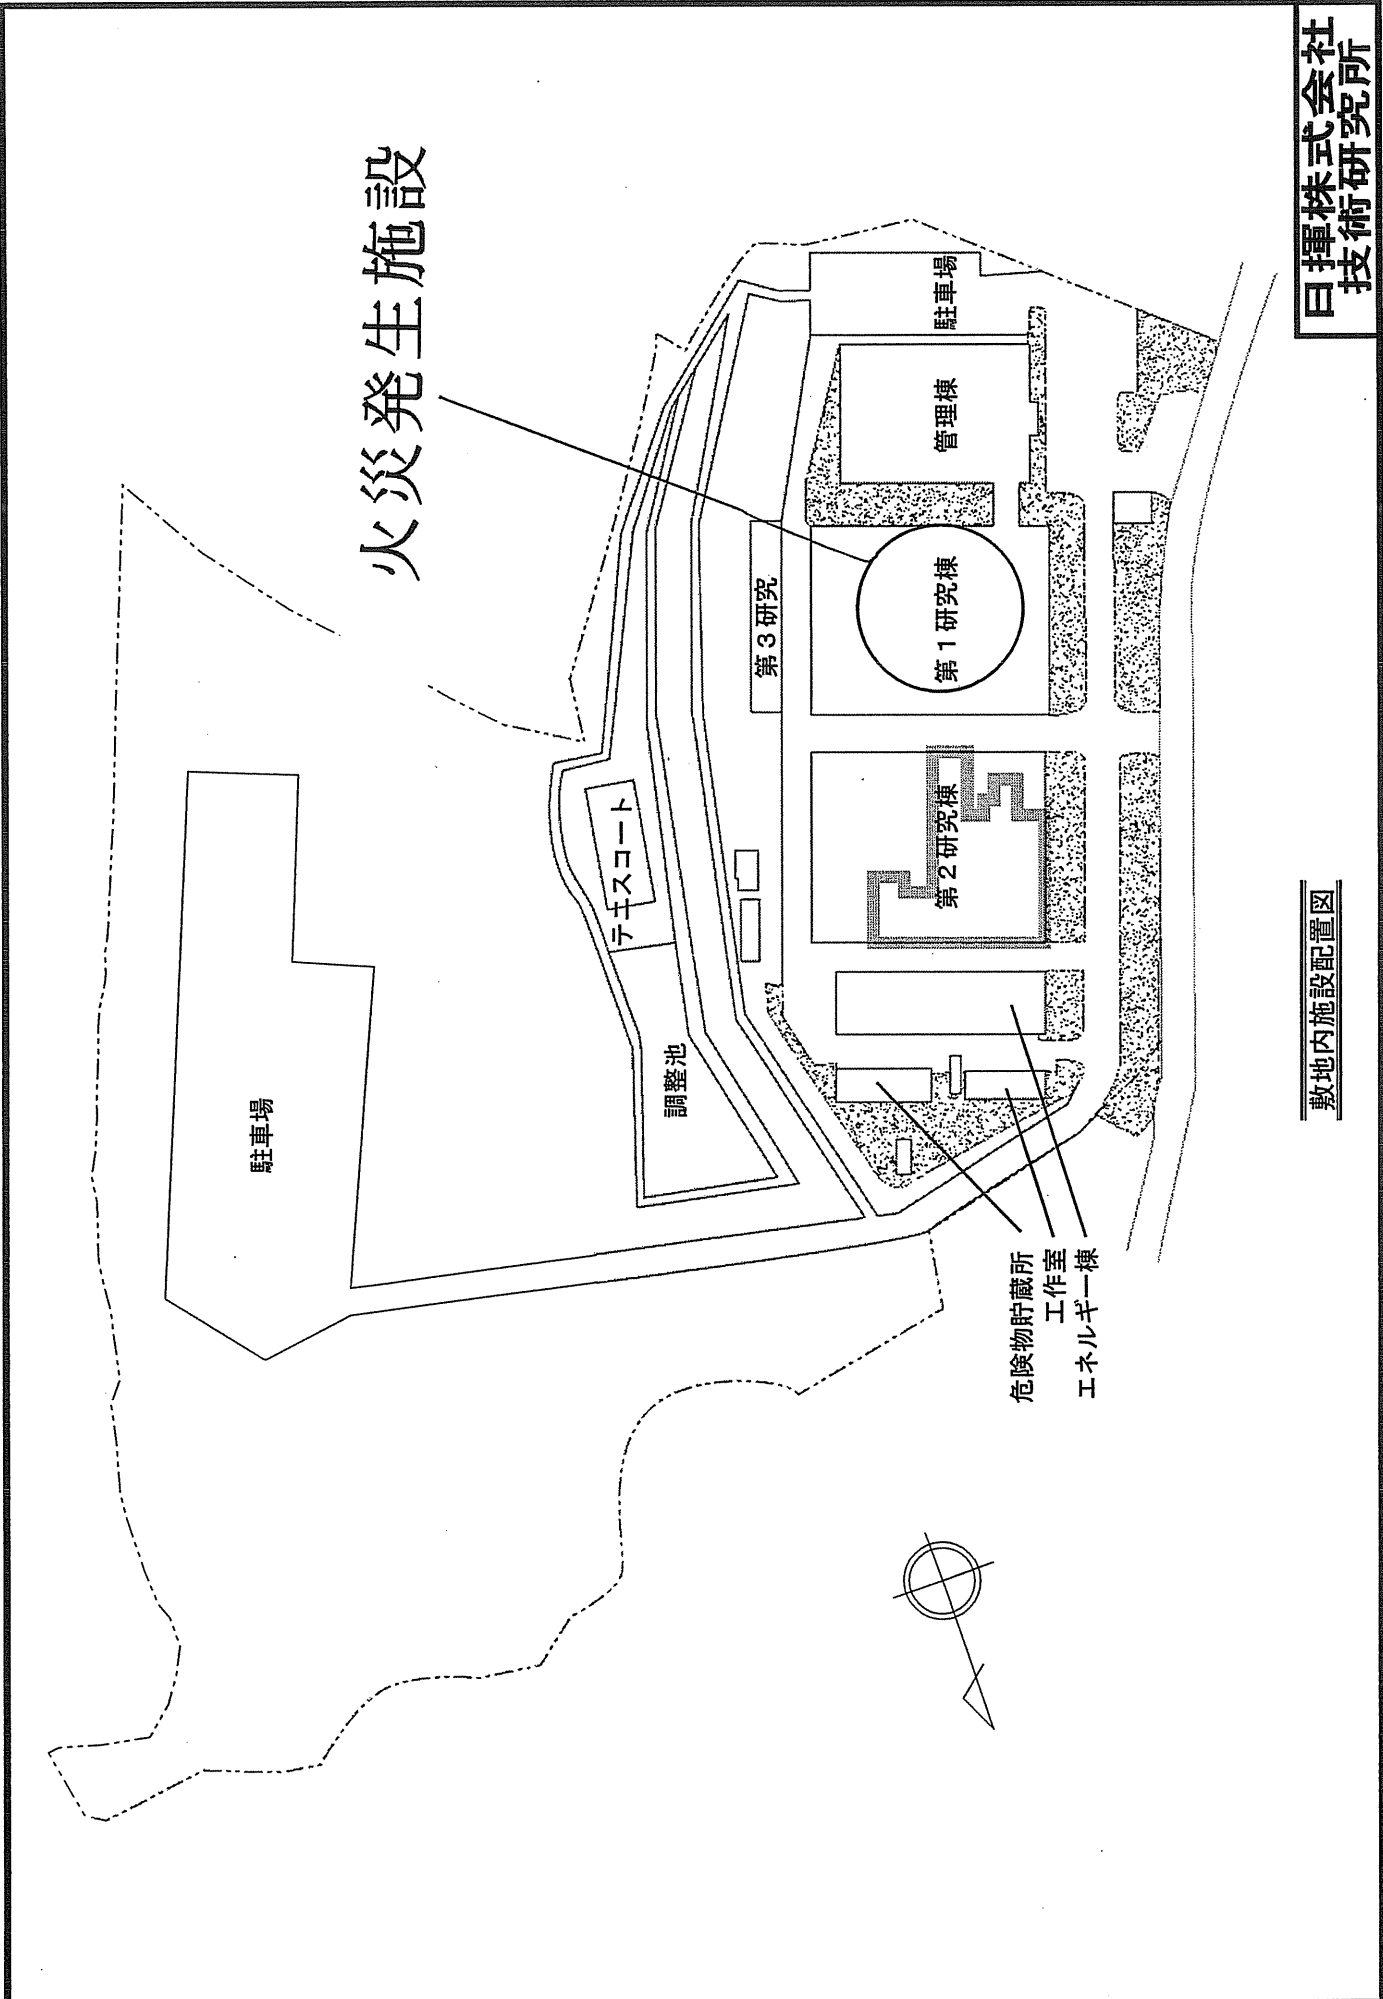 火災発生施設
駐車場
テニスコート
調整池
第3研究
駐車場
管理棟
第1研究棟
第2研究棟
危険物貯蔵所
工作室
エネルギー棟
敷地内施設配置図
日揮株式会社
技術研究所